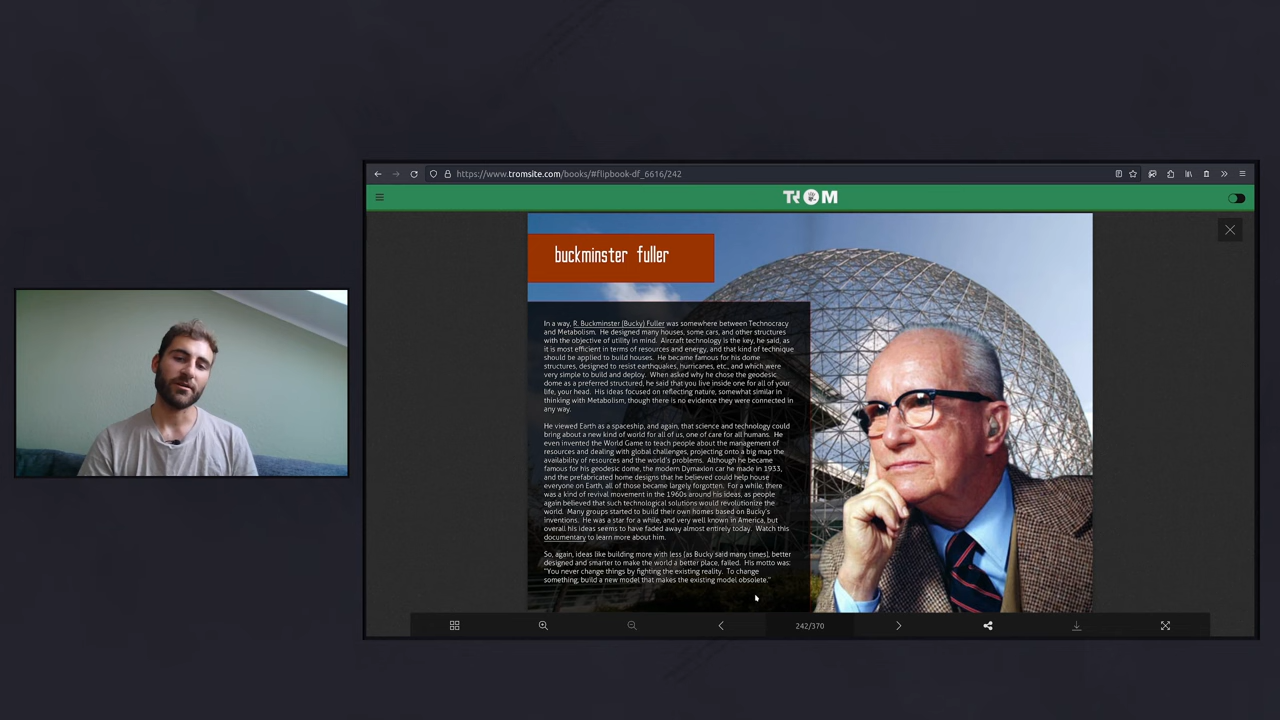 https://www.tromsite.com/books/#flipbook-df_6616/242
TROM
buckminster fuller
In a way, R. Buckminster (Bucky) Fuller was somewhere between Technocracy
and Metabolism. He designed many houses, some cars, and other structures
with the objective of utility in mind. Aircraft technology is the key, he said, as
it is most efficient in terms of resources and energy, and that kind of technique
should be applied to build houses. He became famous for his dome
structures, designed to resist earthquakes, hurricanes, etc., and which were
very simple to build and deploy. When asked why he chose the geodesic
dome as a preferred structured, he said that you live inside one for all of your
life, your head. His ideas focused on reflecting nature, somewhat similar in
thinking with Metabolism, though there is no evidence they were connected in
any way.
He viewed Earth as a spaceship, and again, that science and technology could
bring about a new kind of world for all of us, one of care for all humans. He
even invented the World Game to teach people about the management of
resources and dealing with global challenges, projecting onto a big map the
availability of resources and the world's problems. Although he became
famous for his geodesic dome, the modern Dymaxion car he made in 1933,
and the prefabricated home designs that he believed could help house
everyone on Earth, all of those became largely forgotten. For a while, there
was a kind of revival movement in the 1960s around his ideas, as people
again believed that such technological solutions would revolutionize the
world. Many groups started to build their own homes based on Bucky's
inventions. He was a star for a while, and very well known in America, but
overall his ideas seems to have faded away almost entirely today. Watch this
documentary to learn more about him.
So, again, ideas like building more with less (as Bucky said many times), better
designed and smarter to make the world a better place, failed. His motto was:
"You never change things by fighting the existing reality. To change
something, build a new model that makes the existing model obsolete."
242/370